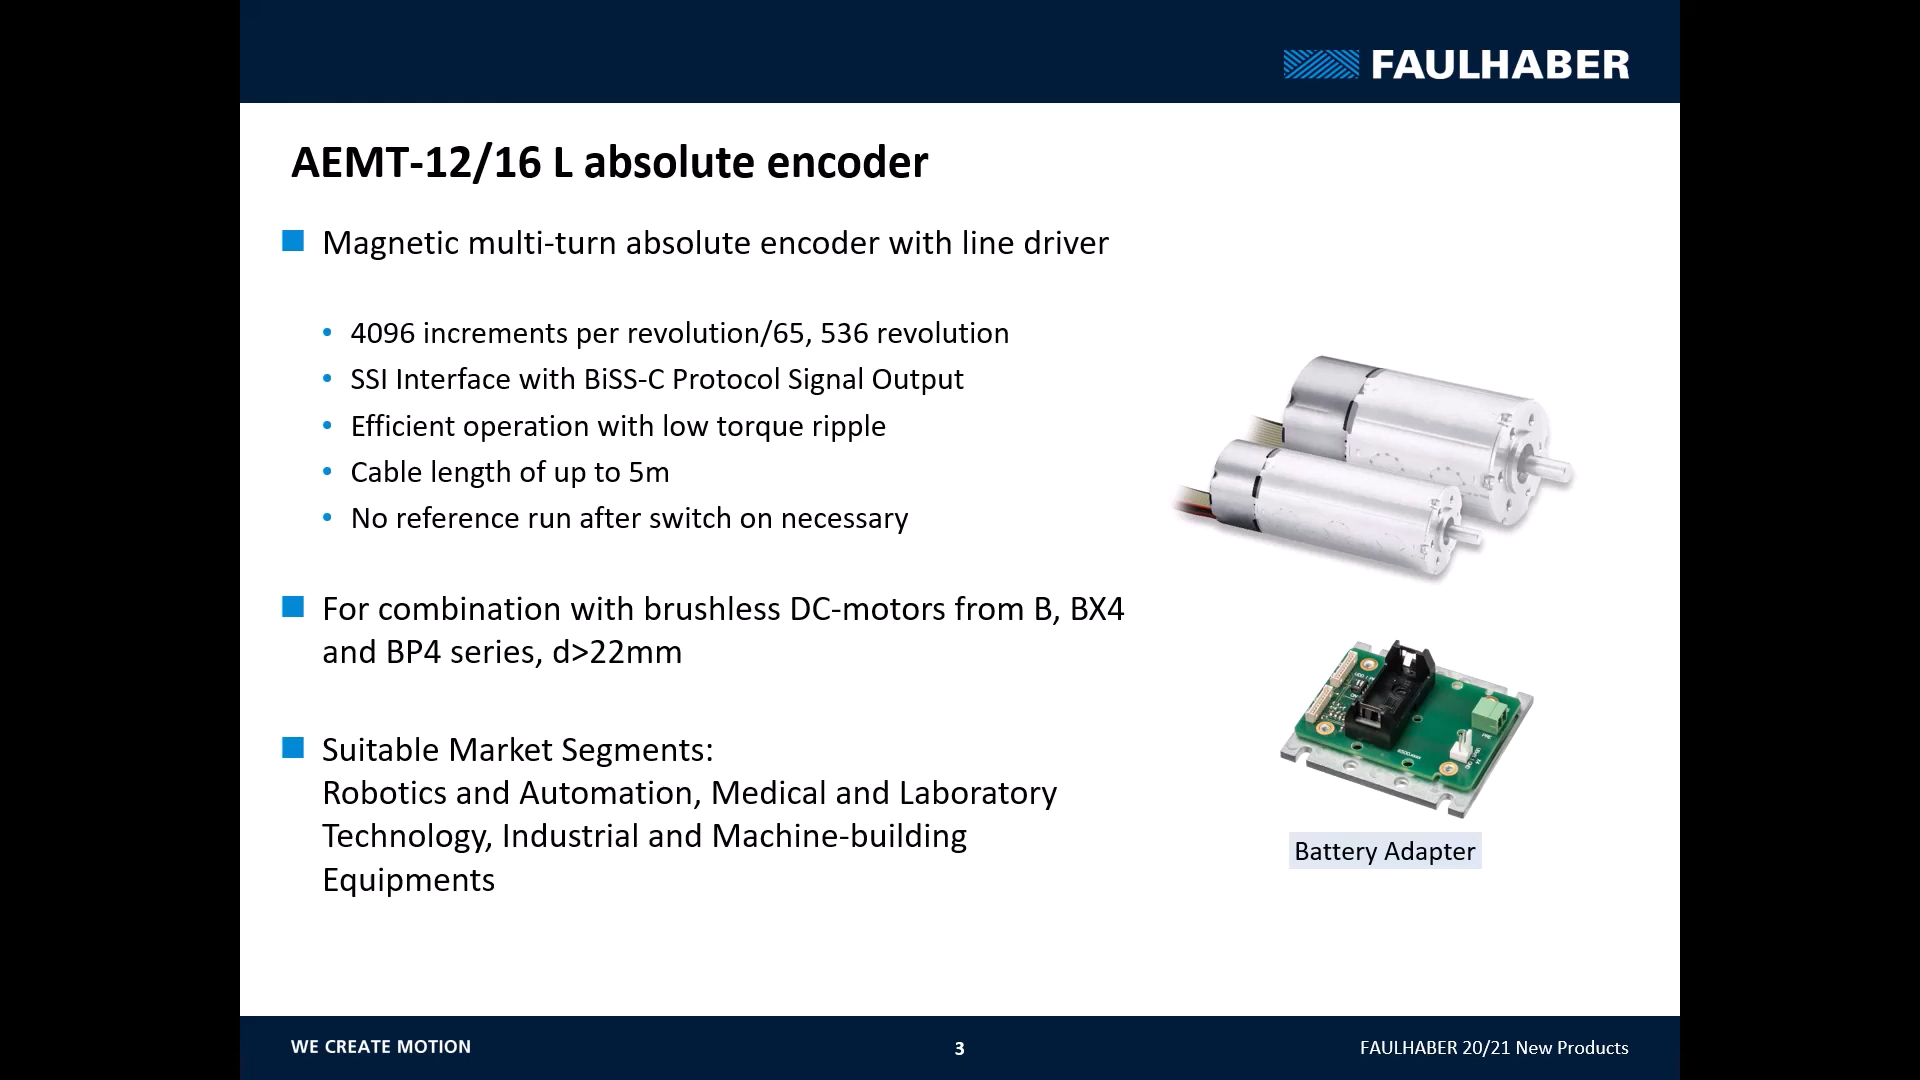 FAULHABER
AEMT-12/16 L absolute encoder
Magnetic multi-turn absolute encoder with line driver
4096 increments per revolution/65, 536 revolution
SSI Interface with BiSS-C Protocol Signal Output
Efficient operation with low torque ripple
Cable length of up to 5m
No reference run after switch on necessary
For combination with brushless DC-motors from B, BX4
and BP4 series, d>22mm
Suitable Market Segments:
Robotics and Automation, Medical and Laboratory
Technology, Industrial and Machine-building
Equipments
Battery Adapter
WE CREATE MOTION
3
FAULHABER 20/21 New Products